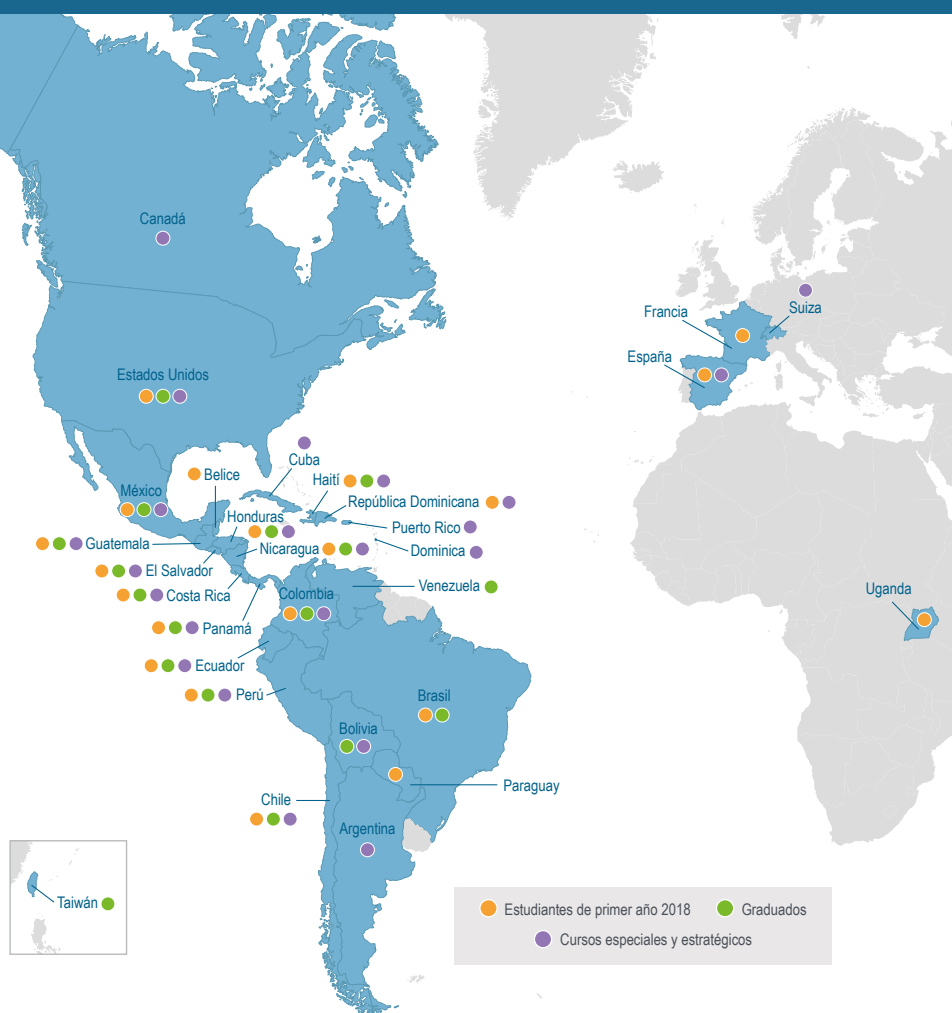 Canadá
Francia
Suiza
España
Estados Unidos
Cuba
Belice
Haití
México
República Dominicana
Honduras
Puerto Rico
Guatemala
Nicaragua
Dominica
El Salvador
Venezuela
Costa Rica
Colombia
Uganda
Panamá
Ecuador
Perú
Brasil
Bolivia
Paraguay
Chile
Argentina
Taiwán
Estudiantes de primer año 2018
Graduados
Cursos especiales y estratégicos